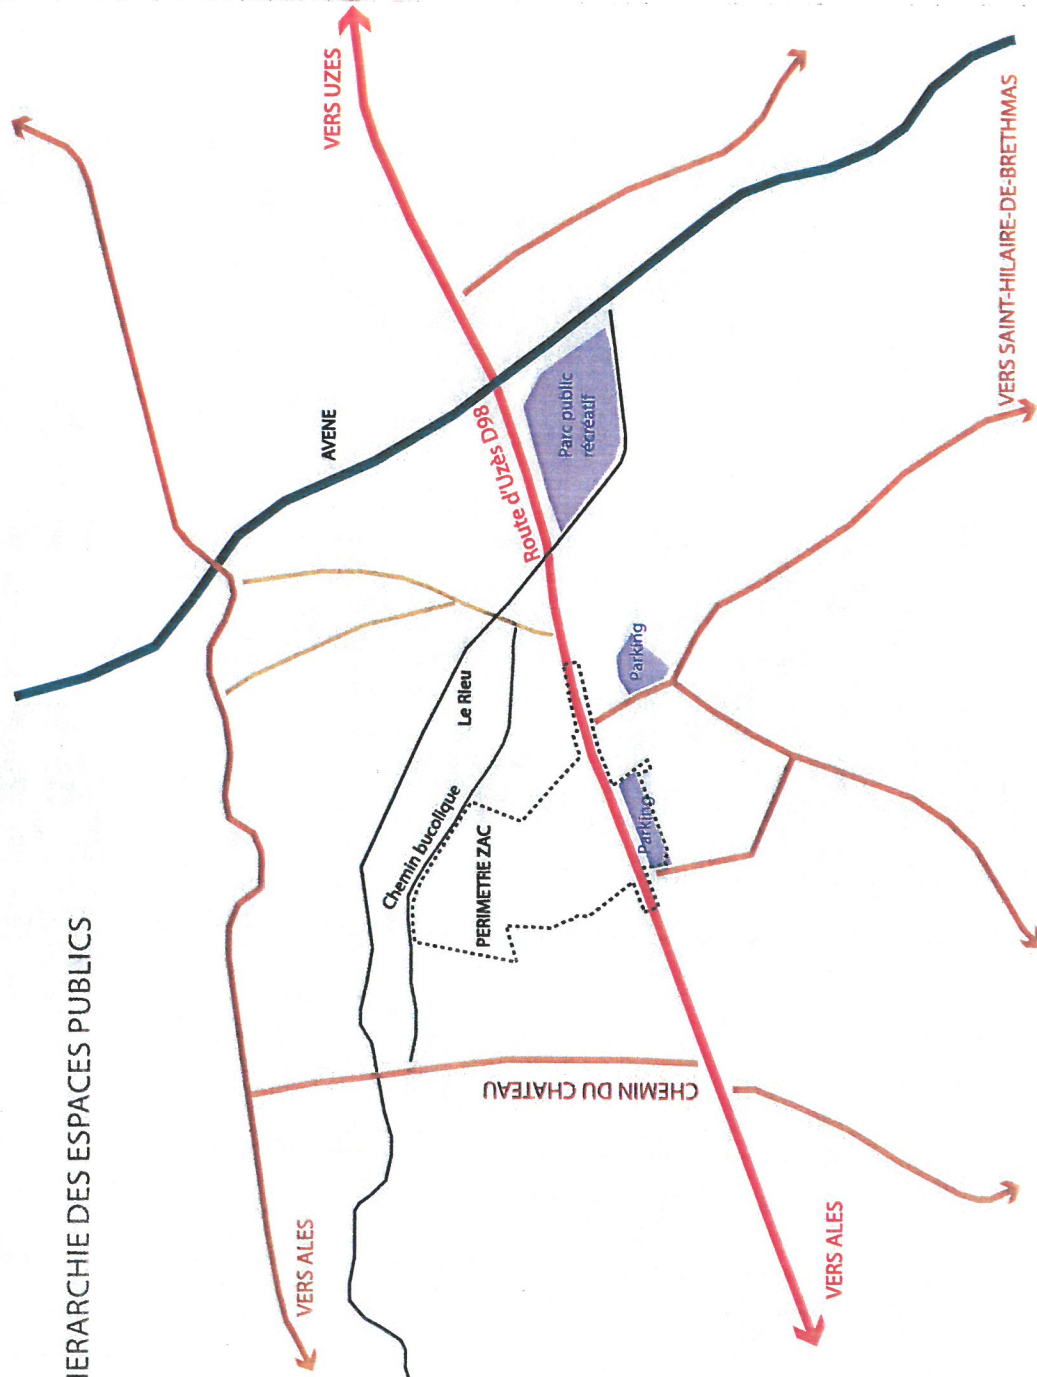 IERARCHIE DES ESPACES PUBLICS
VERS UZES
AVENE
Route d'Uzès D98
Parc public
récréatif
VERS SAINT-HILAIRE-DE-BRETHMAS
Le Rieu
Chemin bucolique
PERIMETRE ZAC
Parking
Parking
CHEMIN DU CHATEAU
VERS ALES
VERS ALES